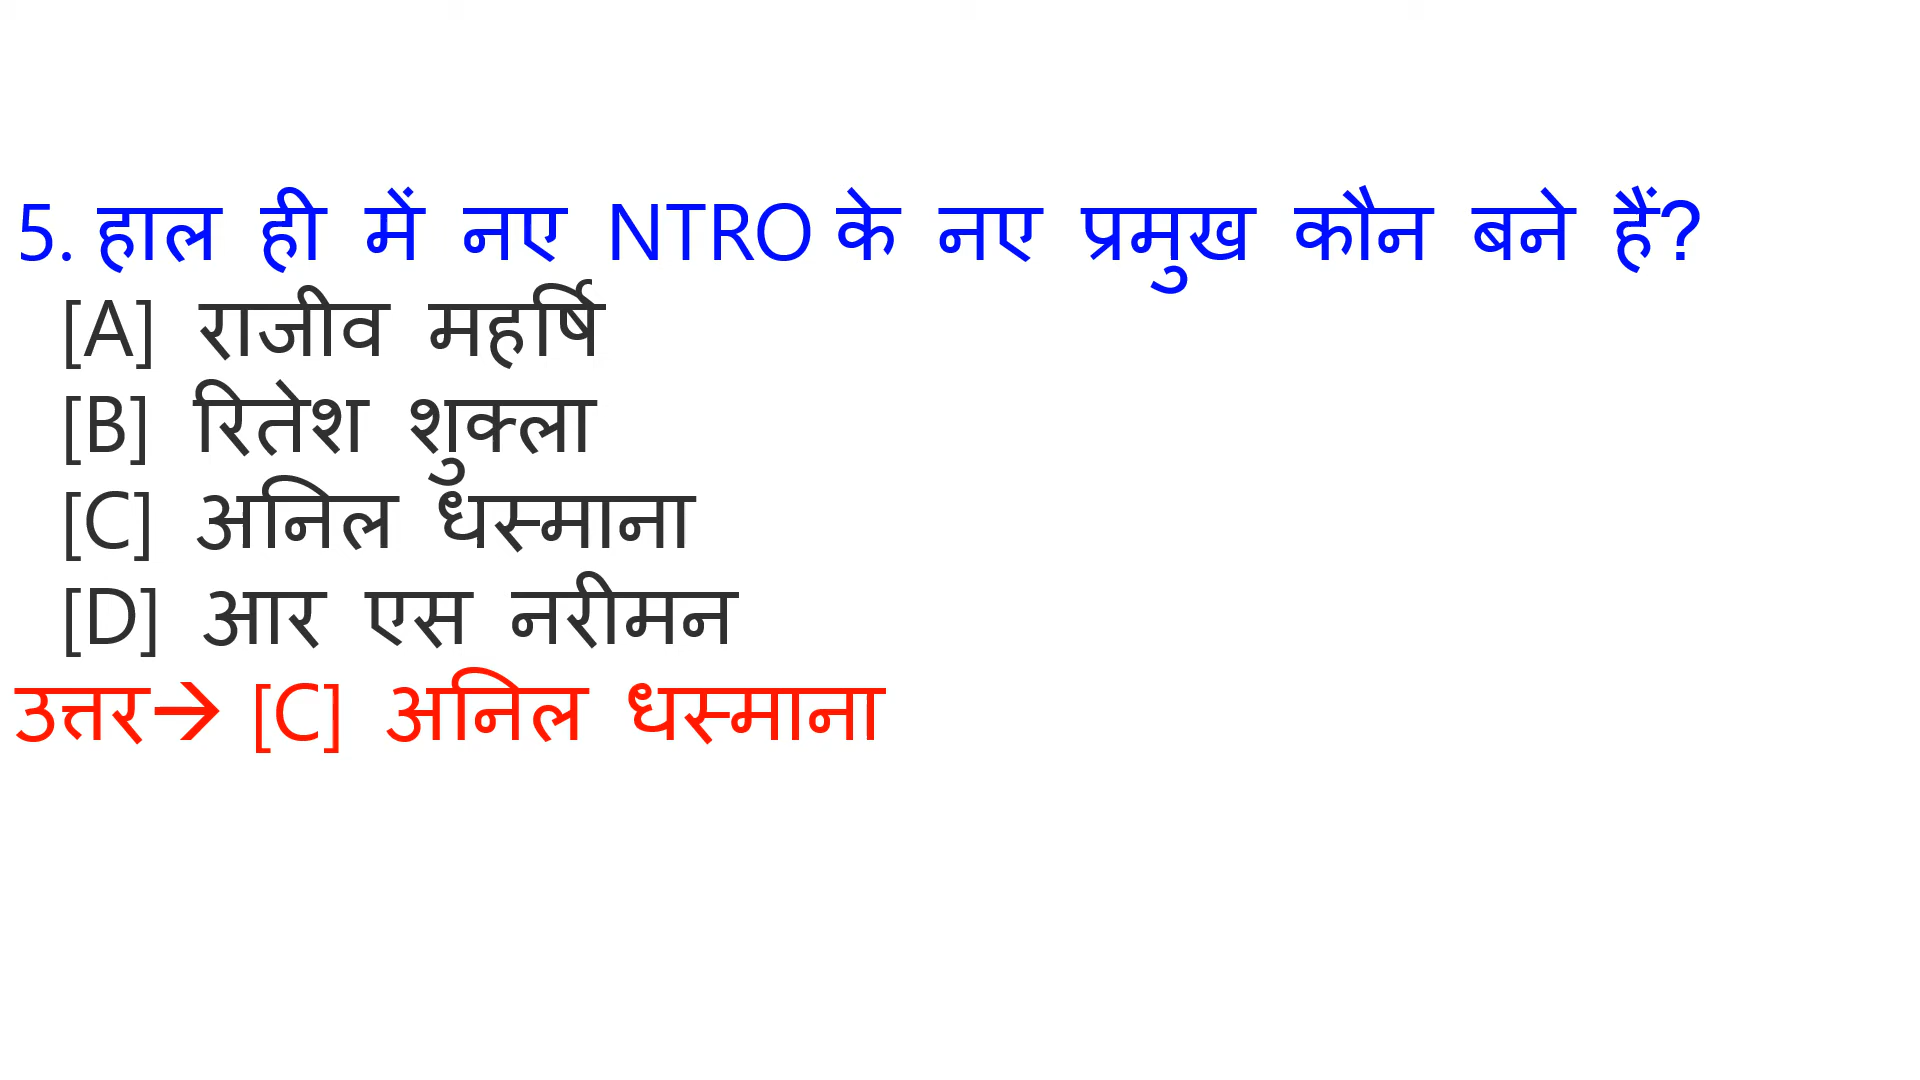 5. हाल ही में नए NTRO के नए प्रमुख कौन बने हैं?
[A] राजीव महर्षि
[B] रितेश शुक्ला
[C] अनिल धस्माना
[D] आर एस नरीमन
उत्तर→ [C] अनिल धस्माना